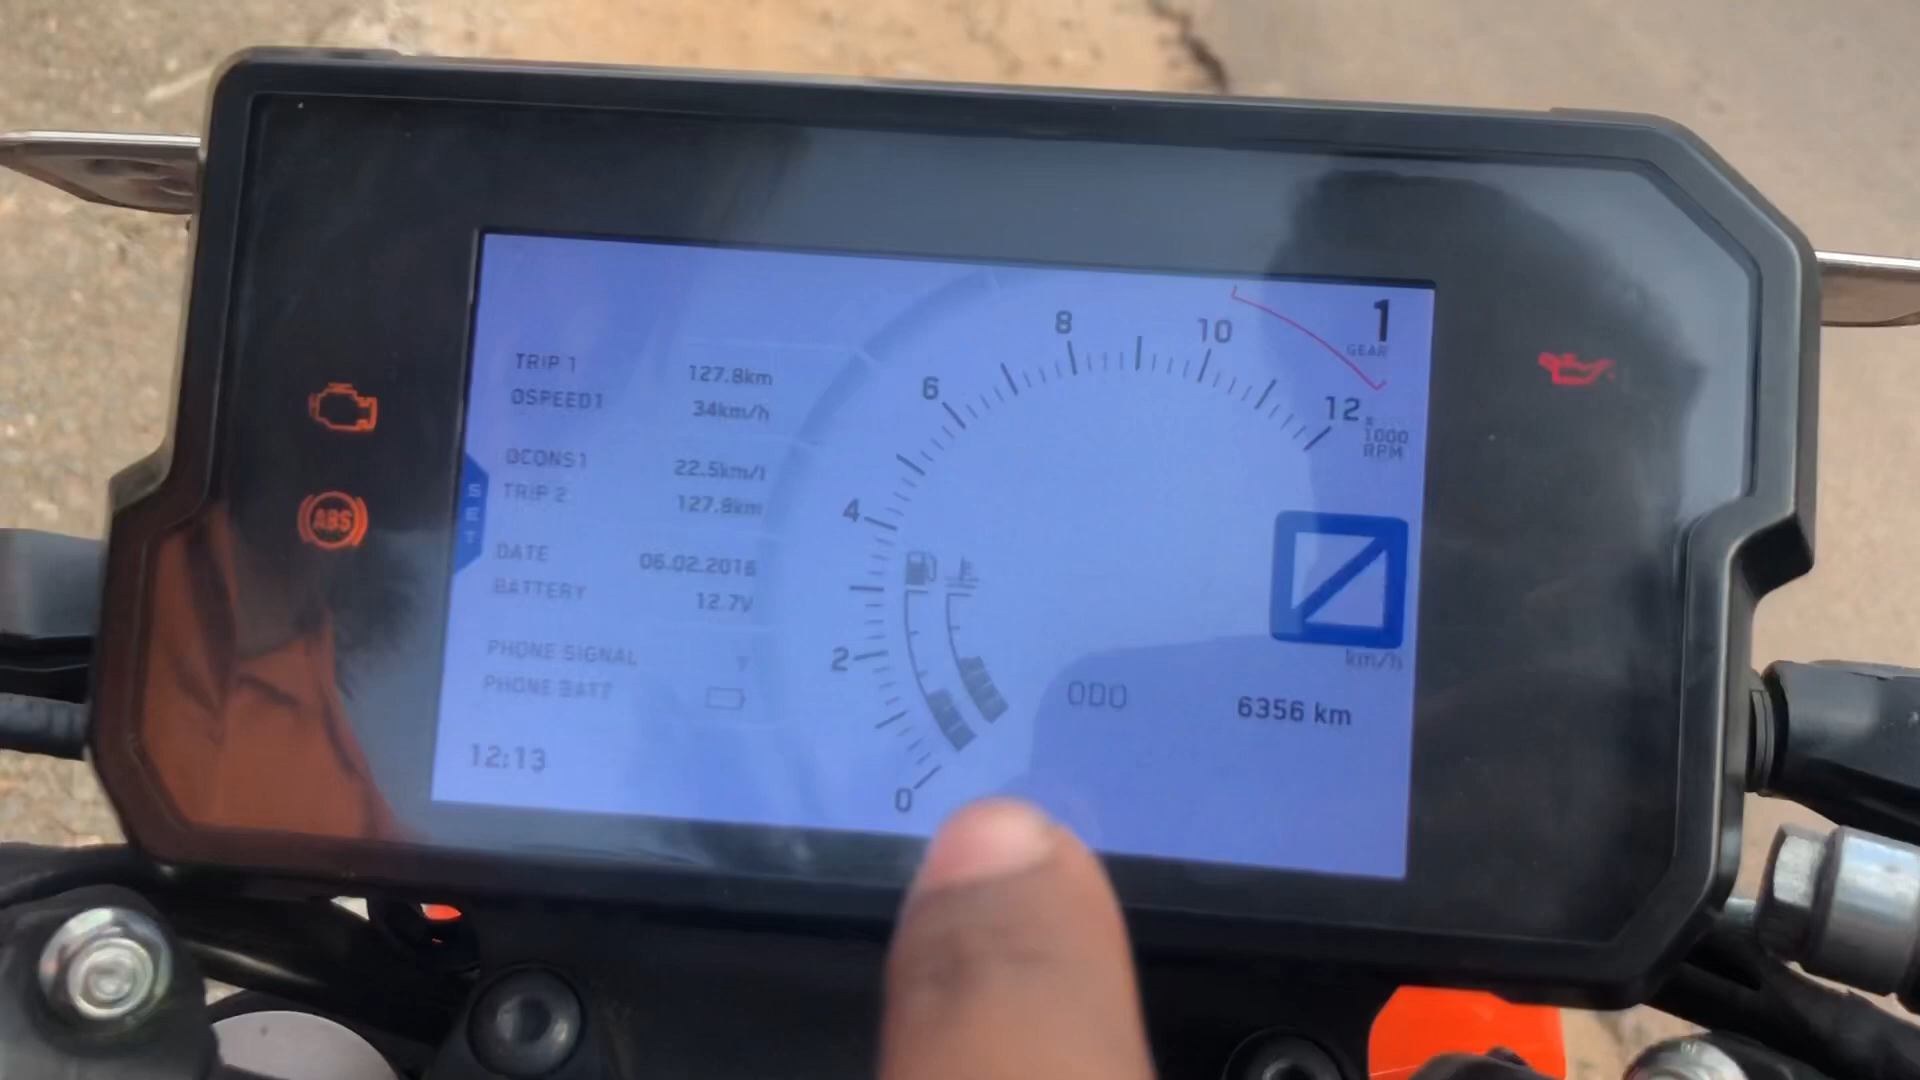 TRIP 1 127.8km
ØSPEED1 34km/h
ØCONS1 22.5km/l
TRIP 2 127.8km
DATE 06.02.2016
BATTERY 12.7V
PHONE SIGNAL
PHONE BATT
12:13
SET
ABS
0
2
4
6
8
10
12
x
1000
RPM
1
GEAR
0
km/h
ODO 6356 km